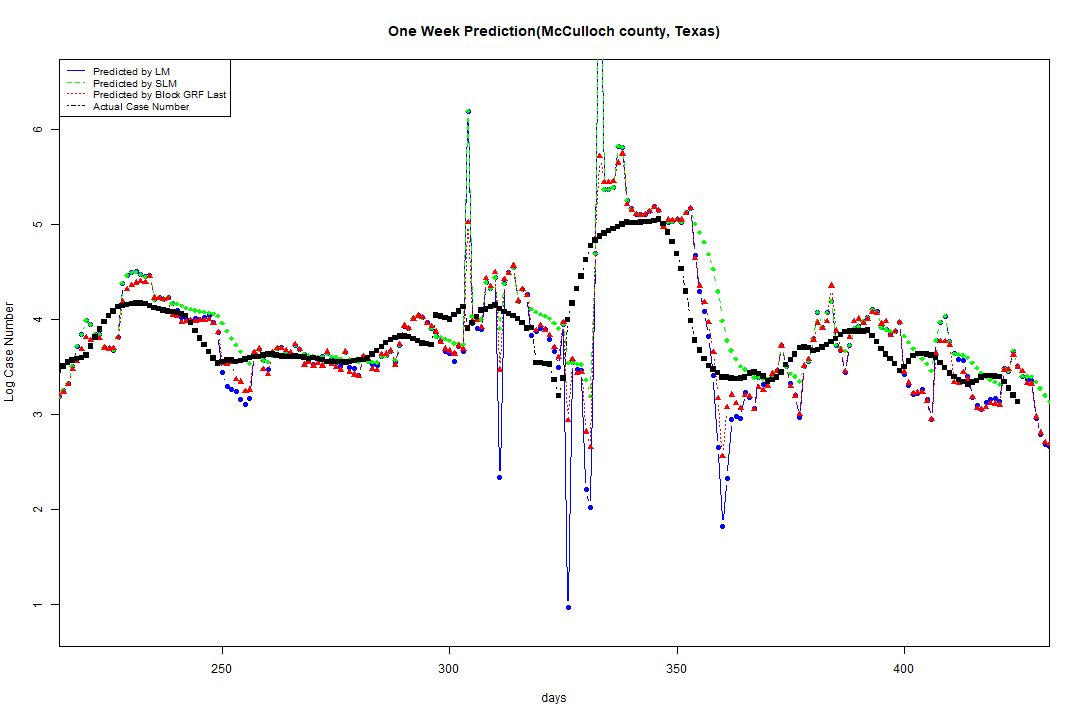 One Week Prediction(McCulloch county, Texas)
Predicted by LM
Predicted by SLM
Predicted by Block GRF Last
Actual Case Number
Log Case Number
6
5
4
3
2
1
250
300
350
400
days